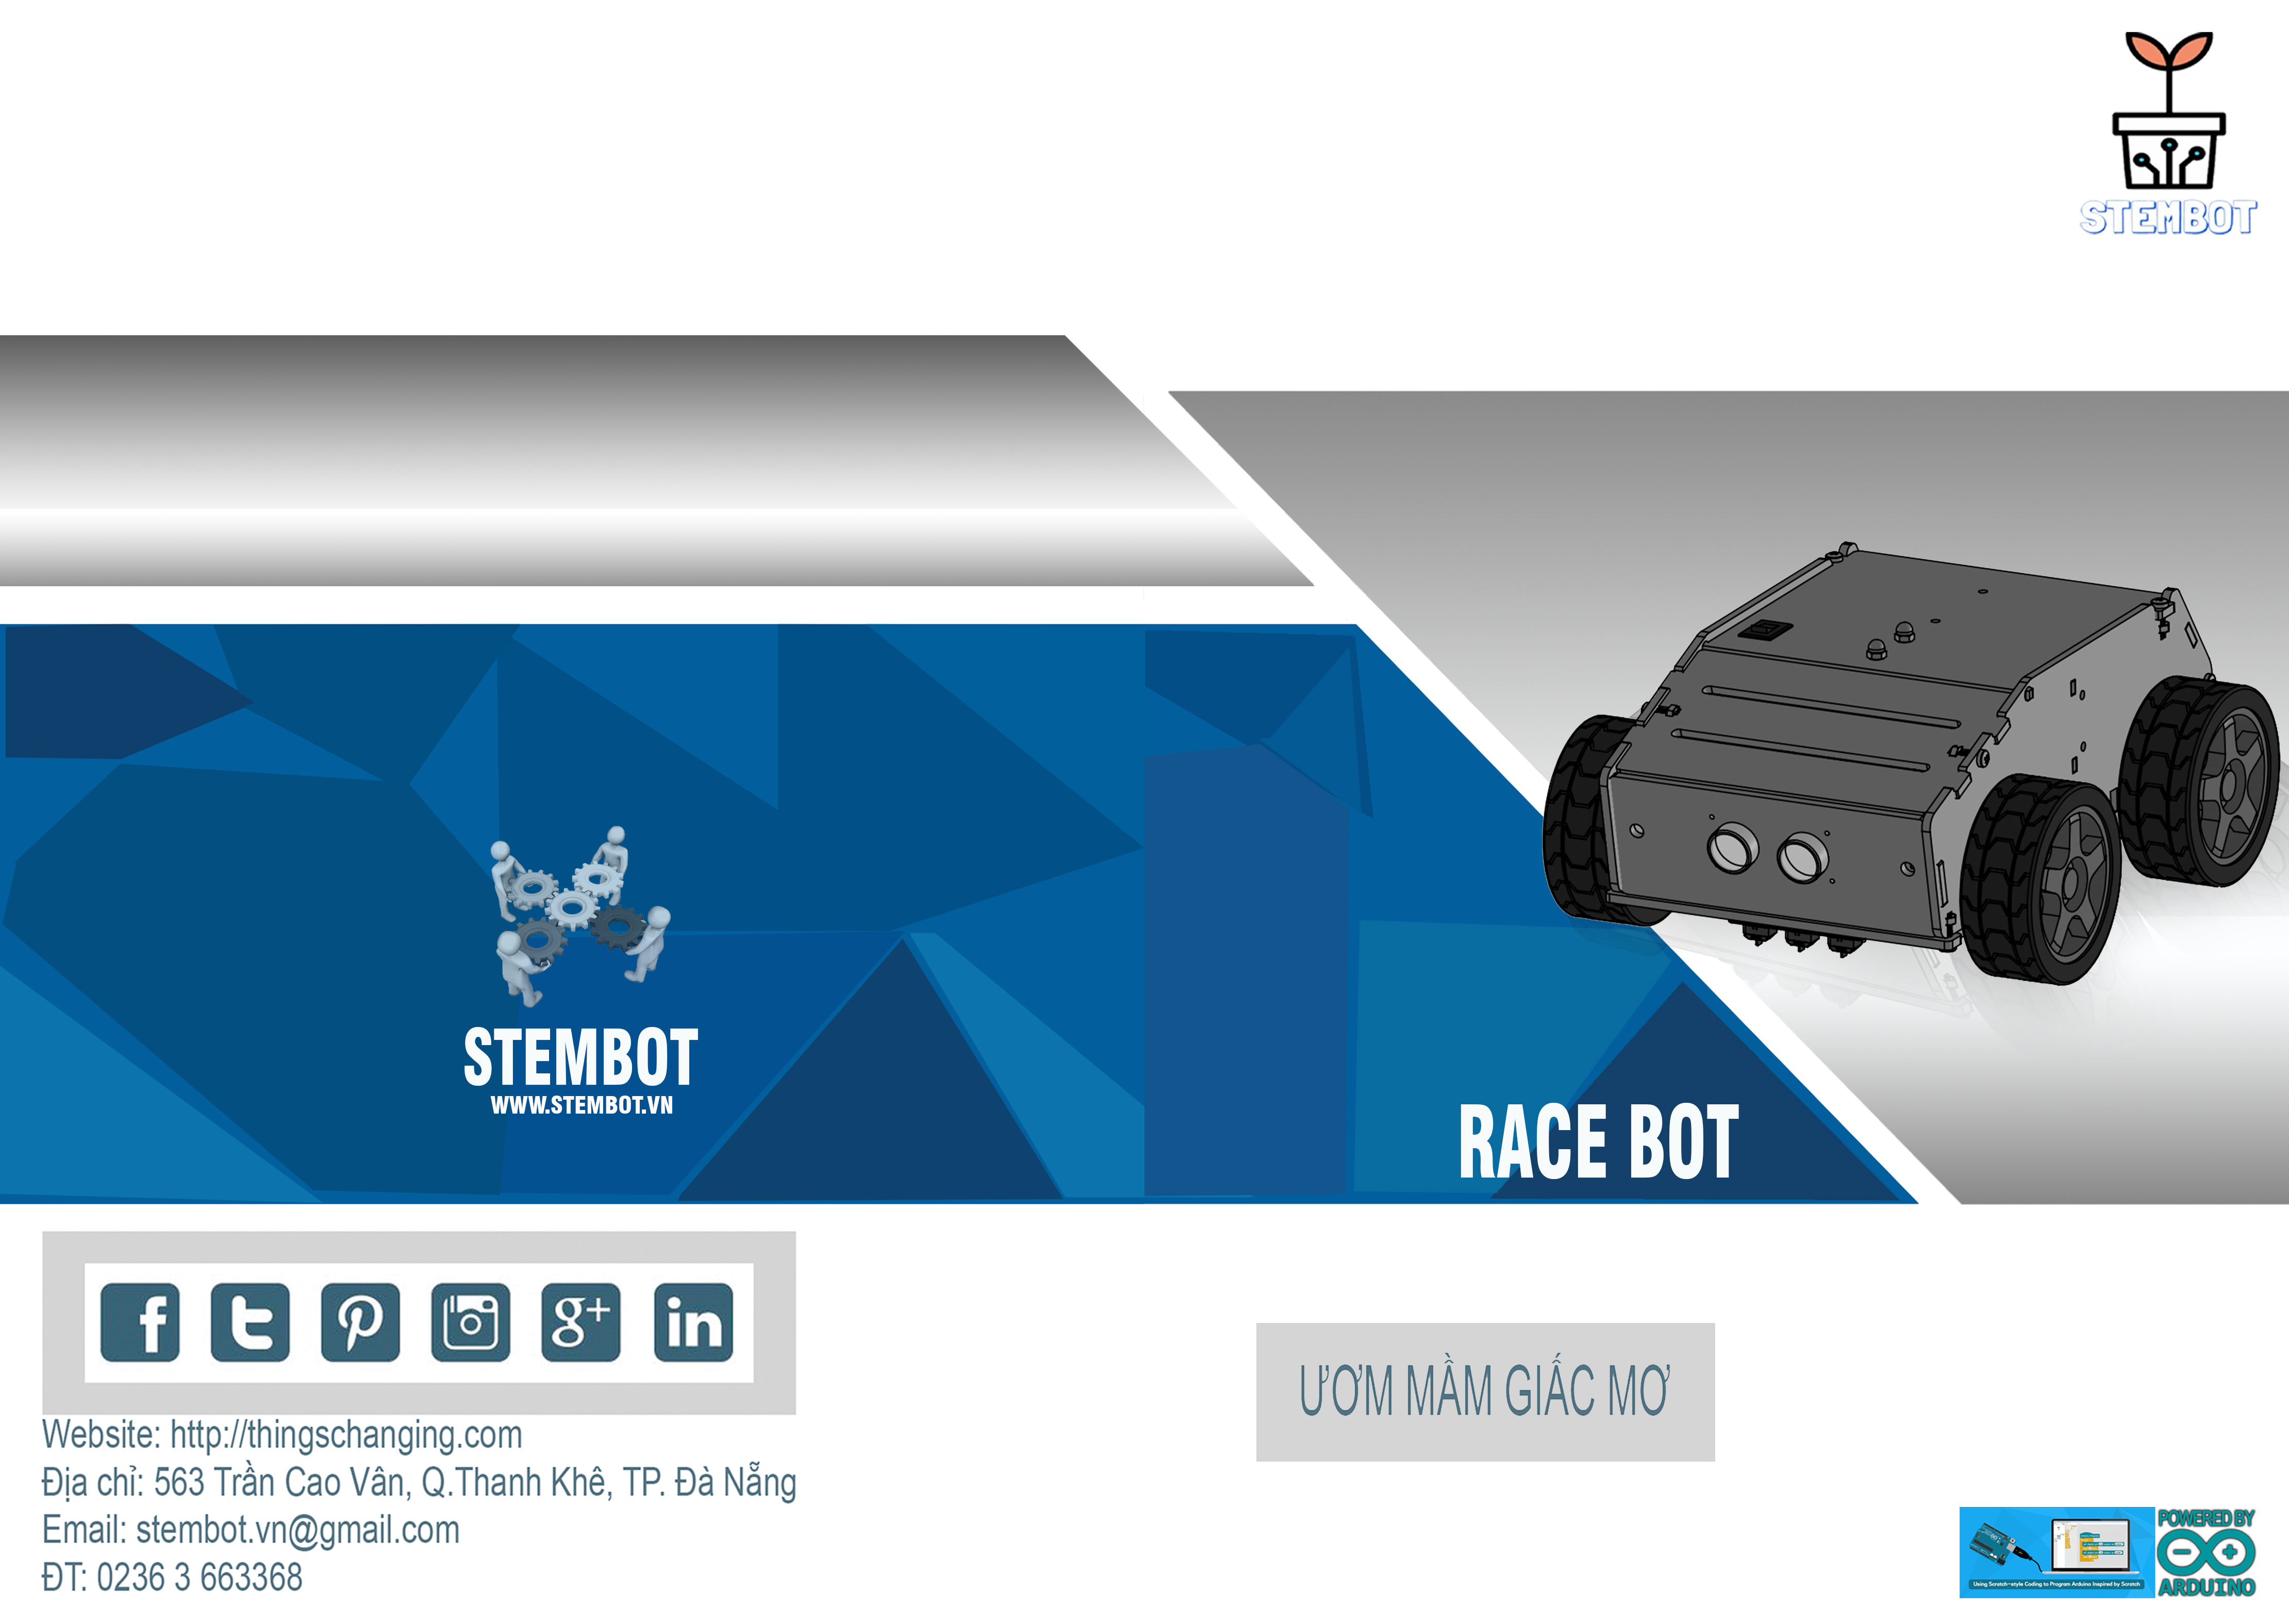 STEMBOT
STEMBOT
WWW.STEMBOT.VN
RACE BOT
Website: http://thingschanging.com
Địa chỉ: 563 Trần Cao Vân, Q.Thanh Khê, TP. Đà Nẵng
Email: stembot.vn@gmail.com
ĐT: 0236 3 663368
ƯƠM MẦM GIẤC MƠ
Using Scratch-style Coding to Program Arduino Inspired by Scratch
POWERED BY
ARDUINO